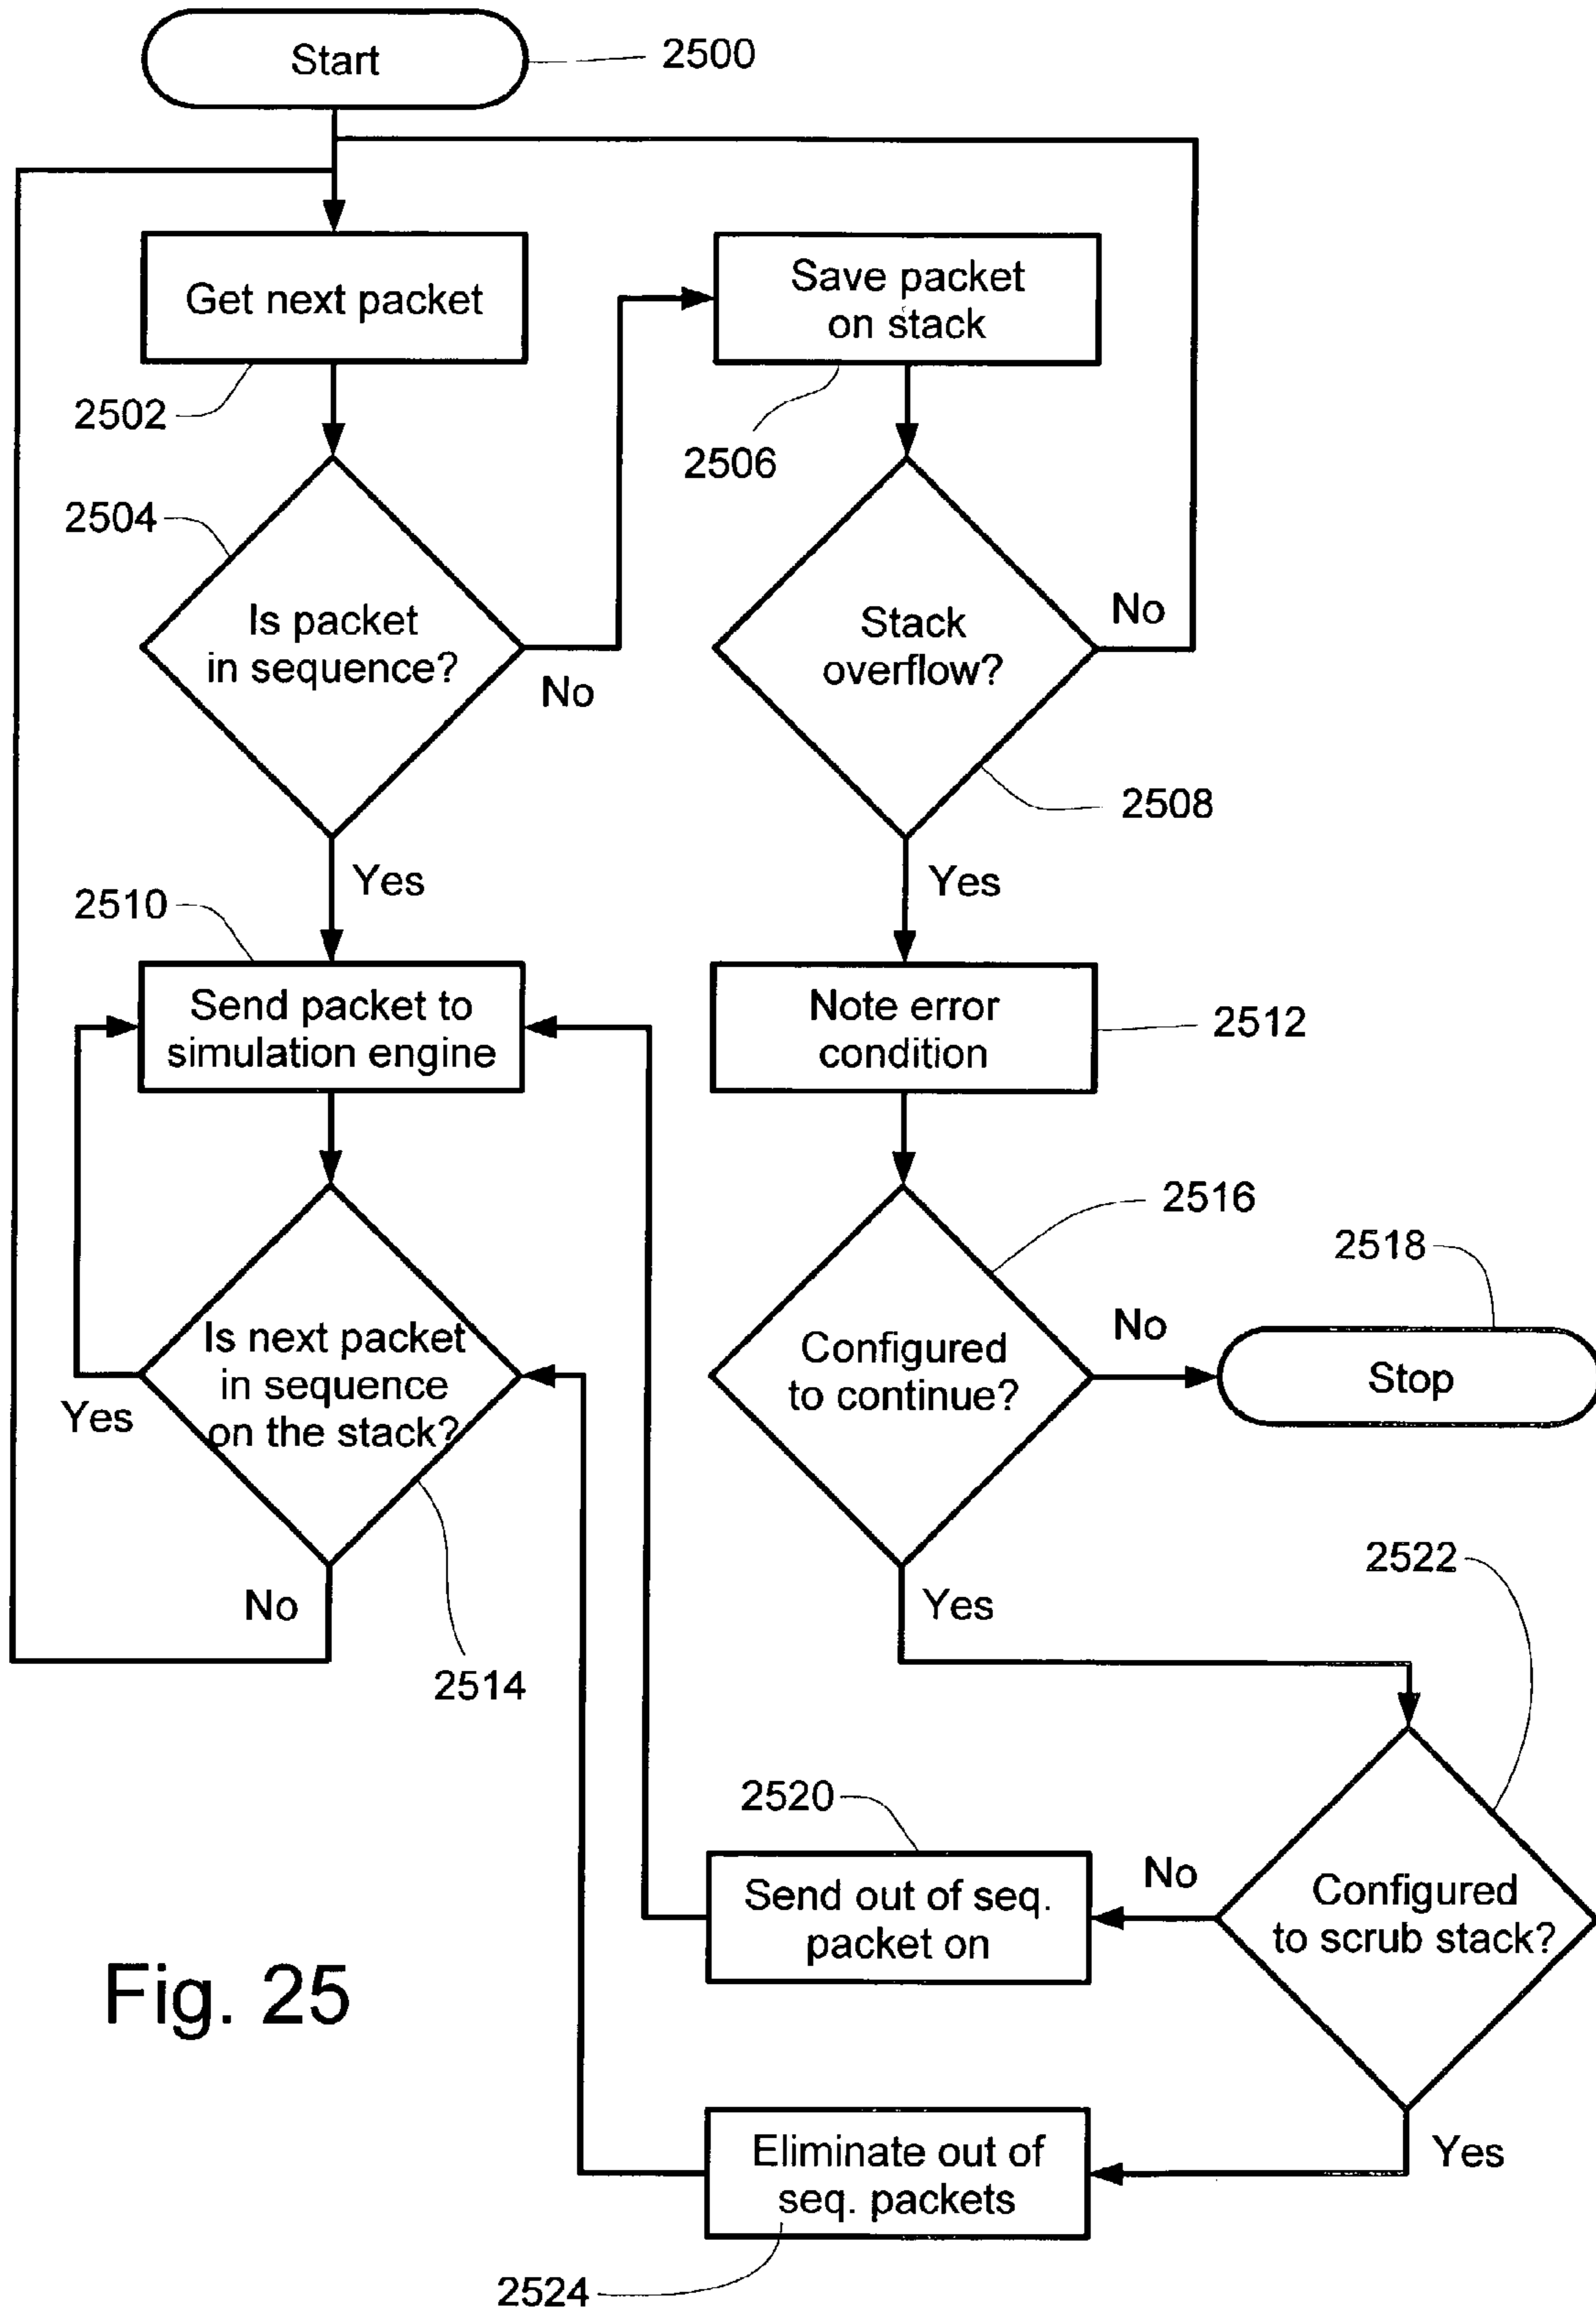 Start
2500
Get next packet
2502
Save packet
on stack
2506
2504
Is packet
in sequence?
No
Yes
Stack
overflow?
No
2508
Yes
2510
Send packet to
simulation engine
Note error
condition
2512
Is next packet
in sequence
on the stack?
Yes
No
2514
2516
Configured
to continue?
No
2518
Stop
Yes
2522
Configured
to scrub stack?
No
2520
Send out of seq.
packet on
Yes
Eliminate out of
seq. packets
2524
Fig. 25